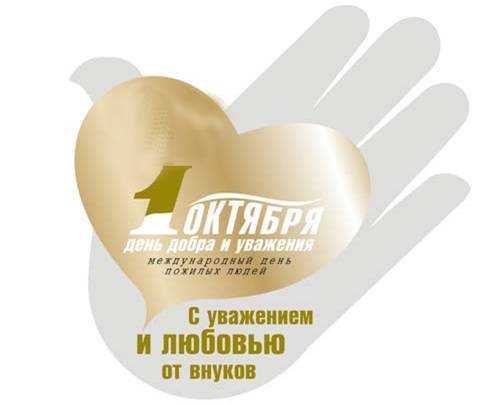 1 ОКТЯБРЯ
день добра и уважения
международный день
пожилых людей
С уважением
и любовью
от внуков